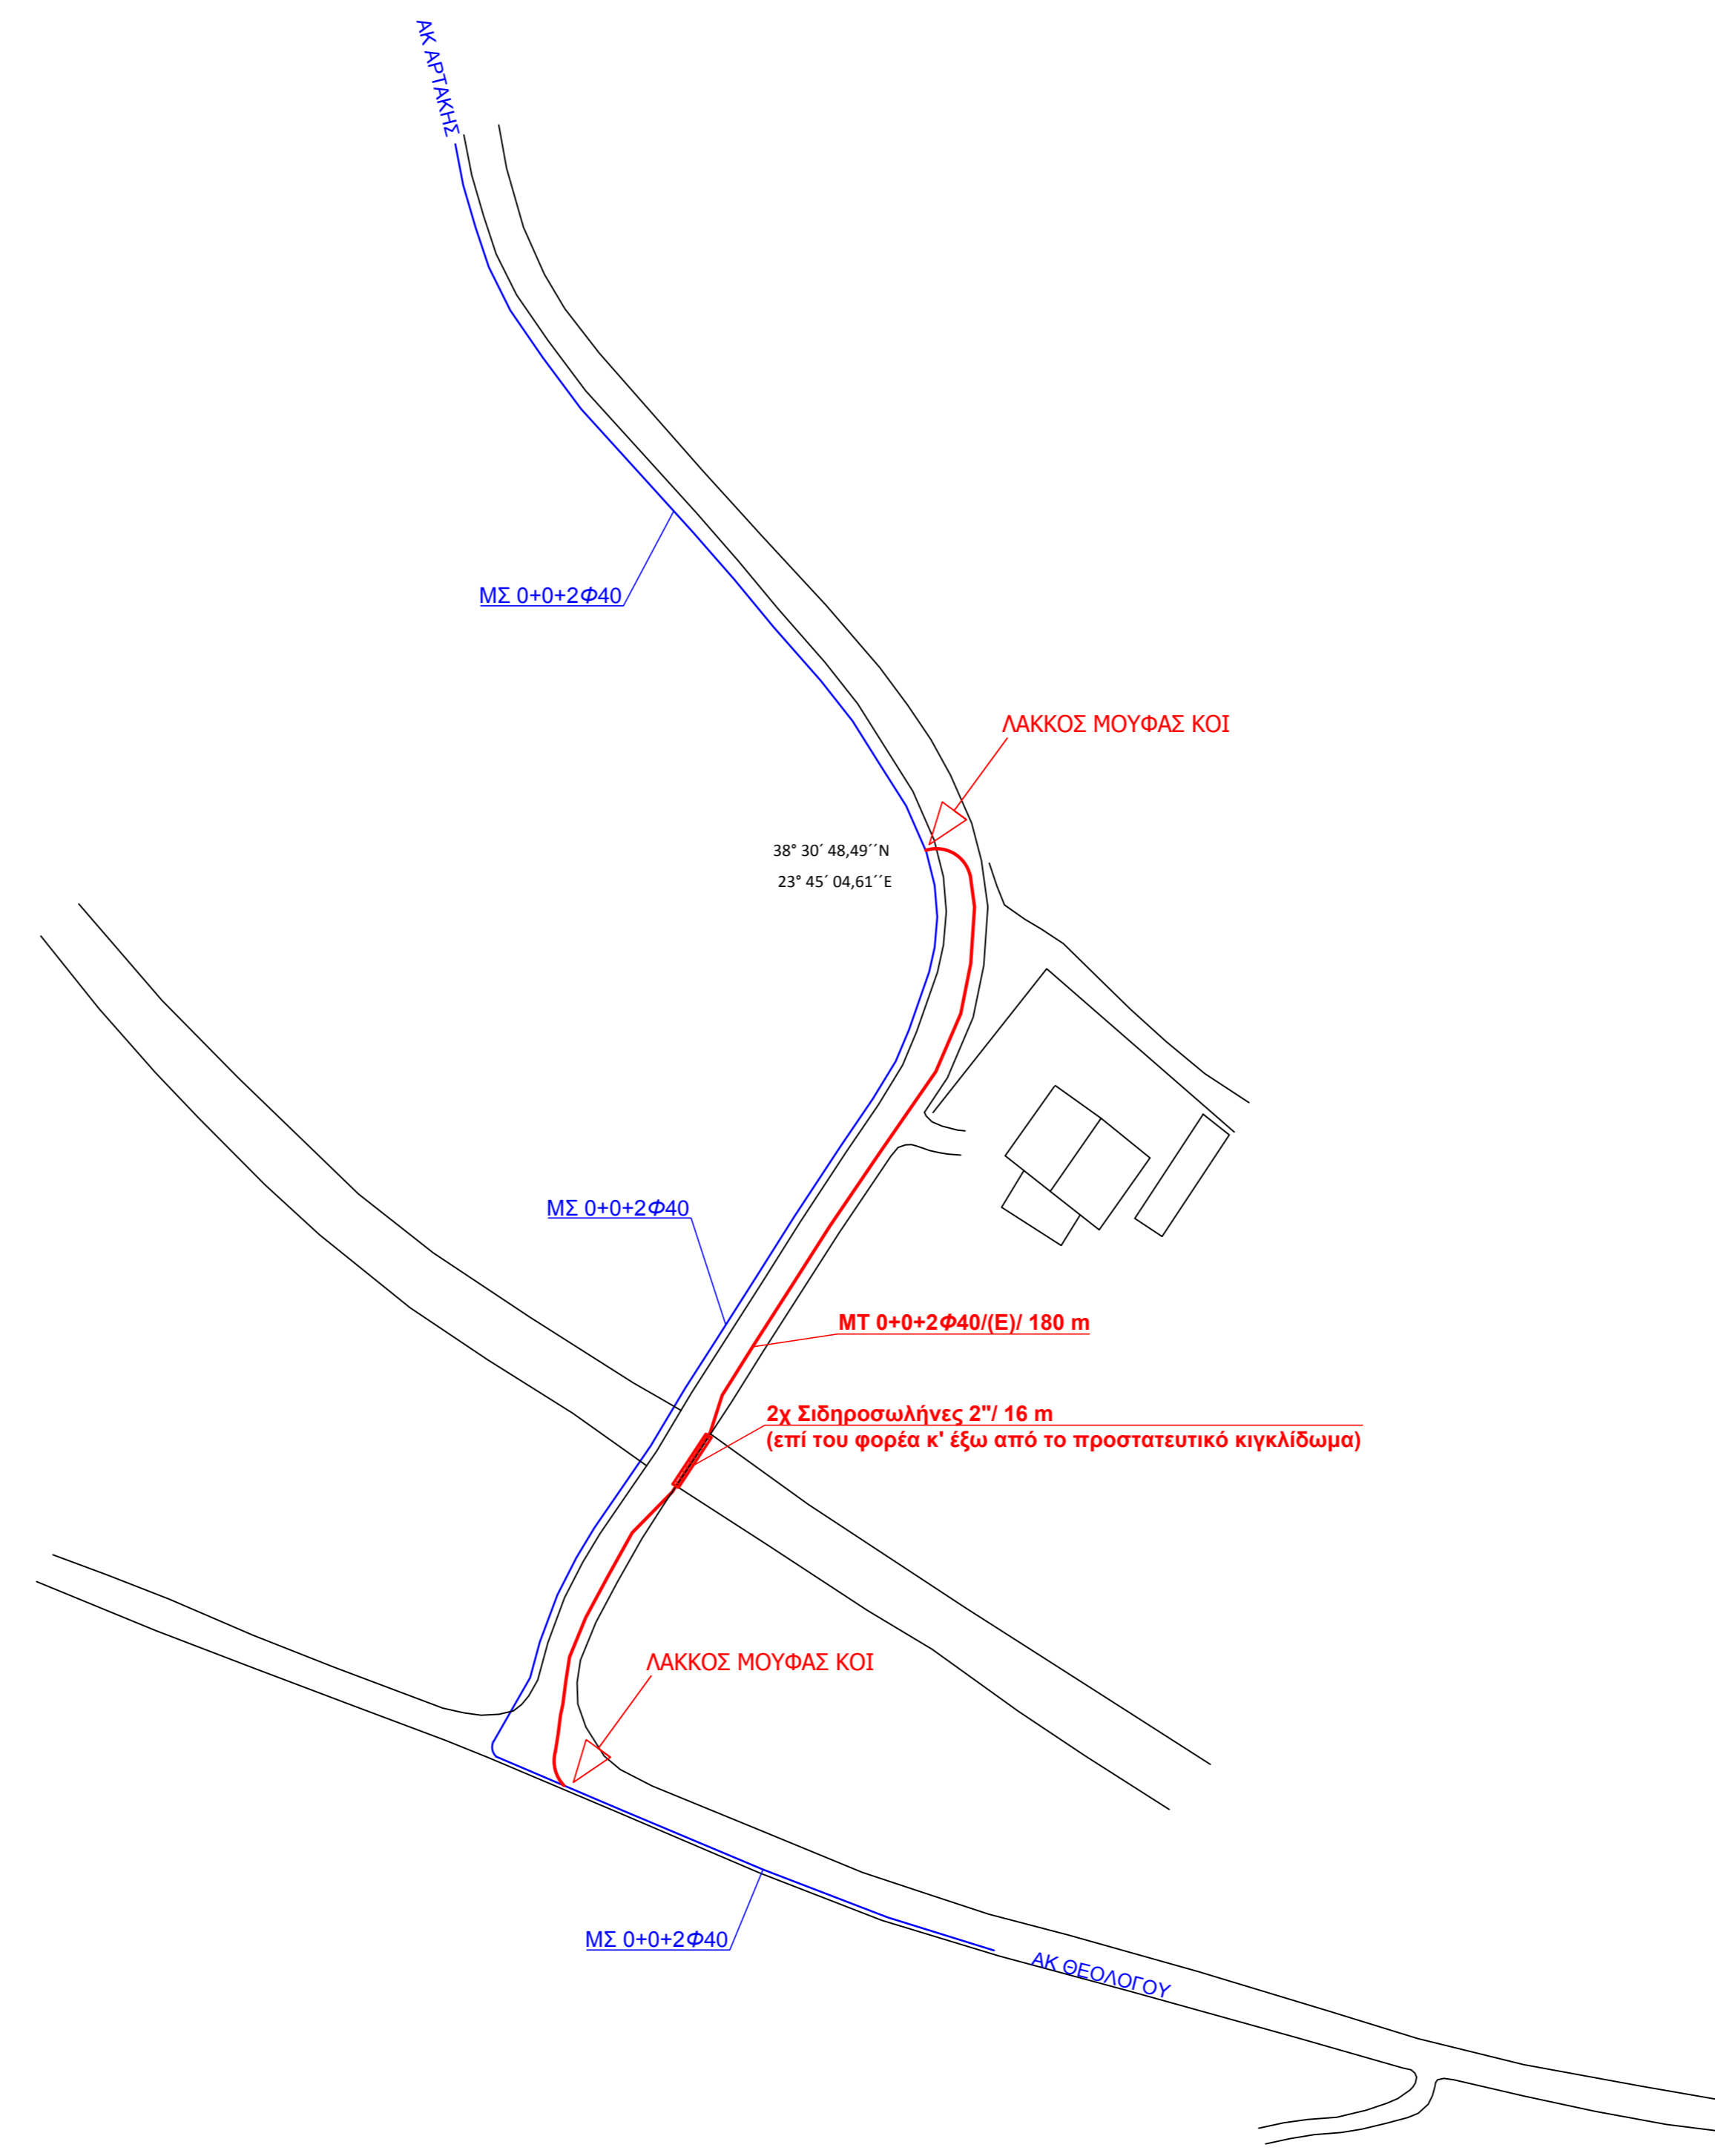 ΑΚ ΑΡΤΑΚΗΣ
ΜΣ 0+0+2Φ40
ΛΑΚΚΟΣ ΜΟΥΦΑΣ ΚΟΙ
38° 30´ 48,49´´N
23° 45´ 04,61´´E
ΜΣ 0+0+2Φ40
ΜΤ 0+0+2Φ40/(Ε)/ 180 m
2χ Σιδηροσωλήνες 2"/ 16 m
(επί του φορέα κ' έξω από το προστατευτικό κιγκλίδωμα)
ΛΑΚΚΟΣ ΜΟΥΦΑΣ ΚΟΙ
ΜΣ 0+0+2Φ40
ΑΚ ΘΕΟΛΟΓΟΥ